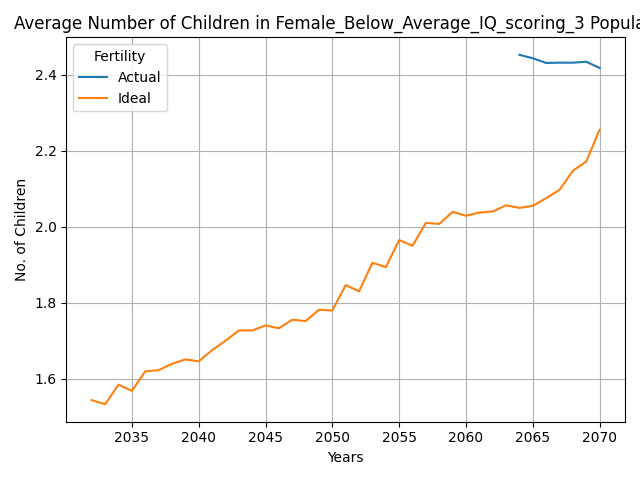 Average Number of Children in Female_Below_Average_IQ_scoring_3 Popula
Fertility
Actual
Ideal
No. of Children
2.4
2.2
2.0
1.8
1.6
2035 2040 2045 2050 2055 2060 2065 2070
Years